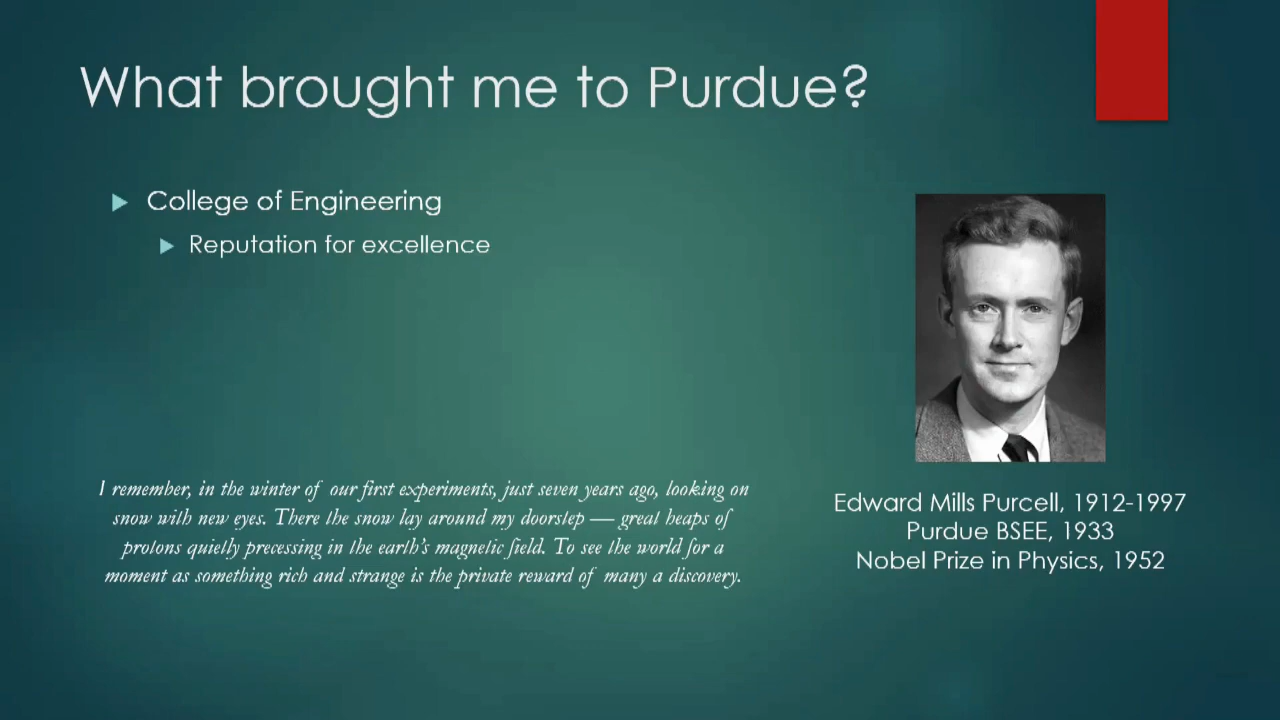 What brought me to Purdue?
College of Engineering
Reputation for excellence
I remember, in the winter of our first experiments, just seven years ago, looking on
snow with new eyes. There the snow lay around my doorstep — great heaps of
protons quietly precessing in the earth's magnetic field. To see the world for a
moment as something rich and strange is the private reward of many a discovery.
Edward Mills Purcell, 1912-1997
Purdue BSEE, 1933
Nobel Prize in Physics, 1952